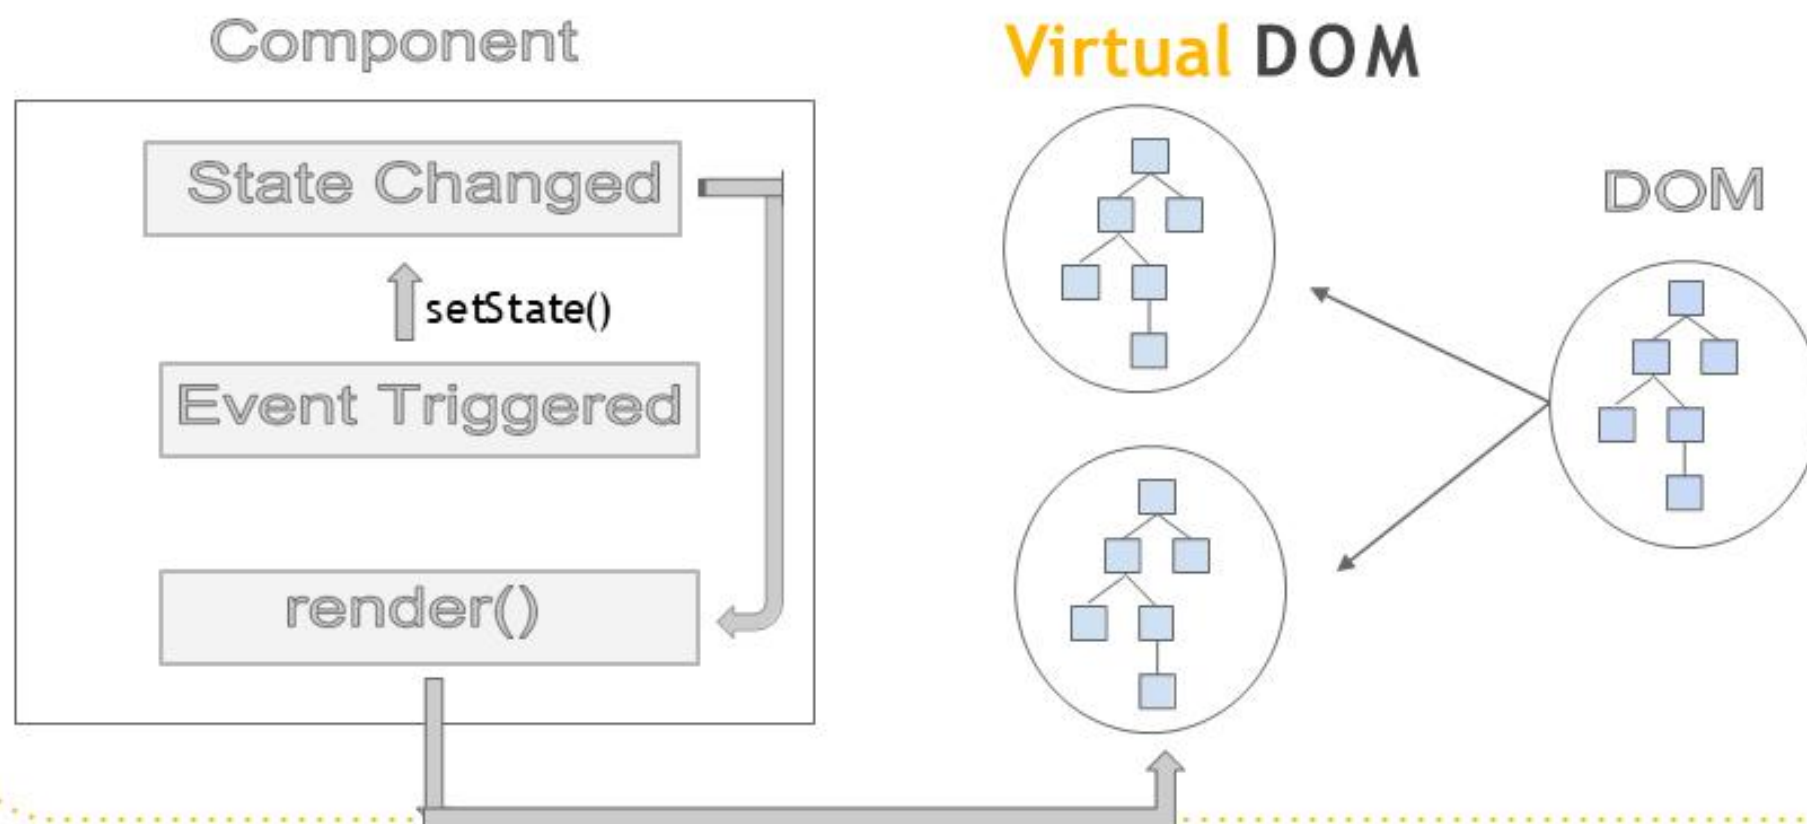 Component
Virtual DOM
State Changed
DOM
setState()
Event Triggered
render()